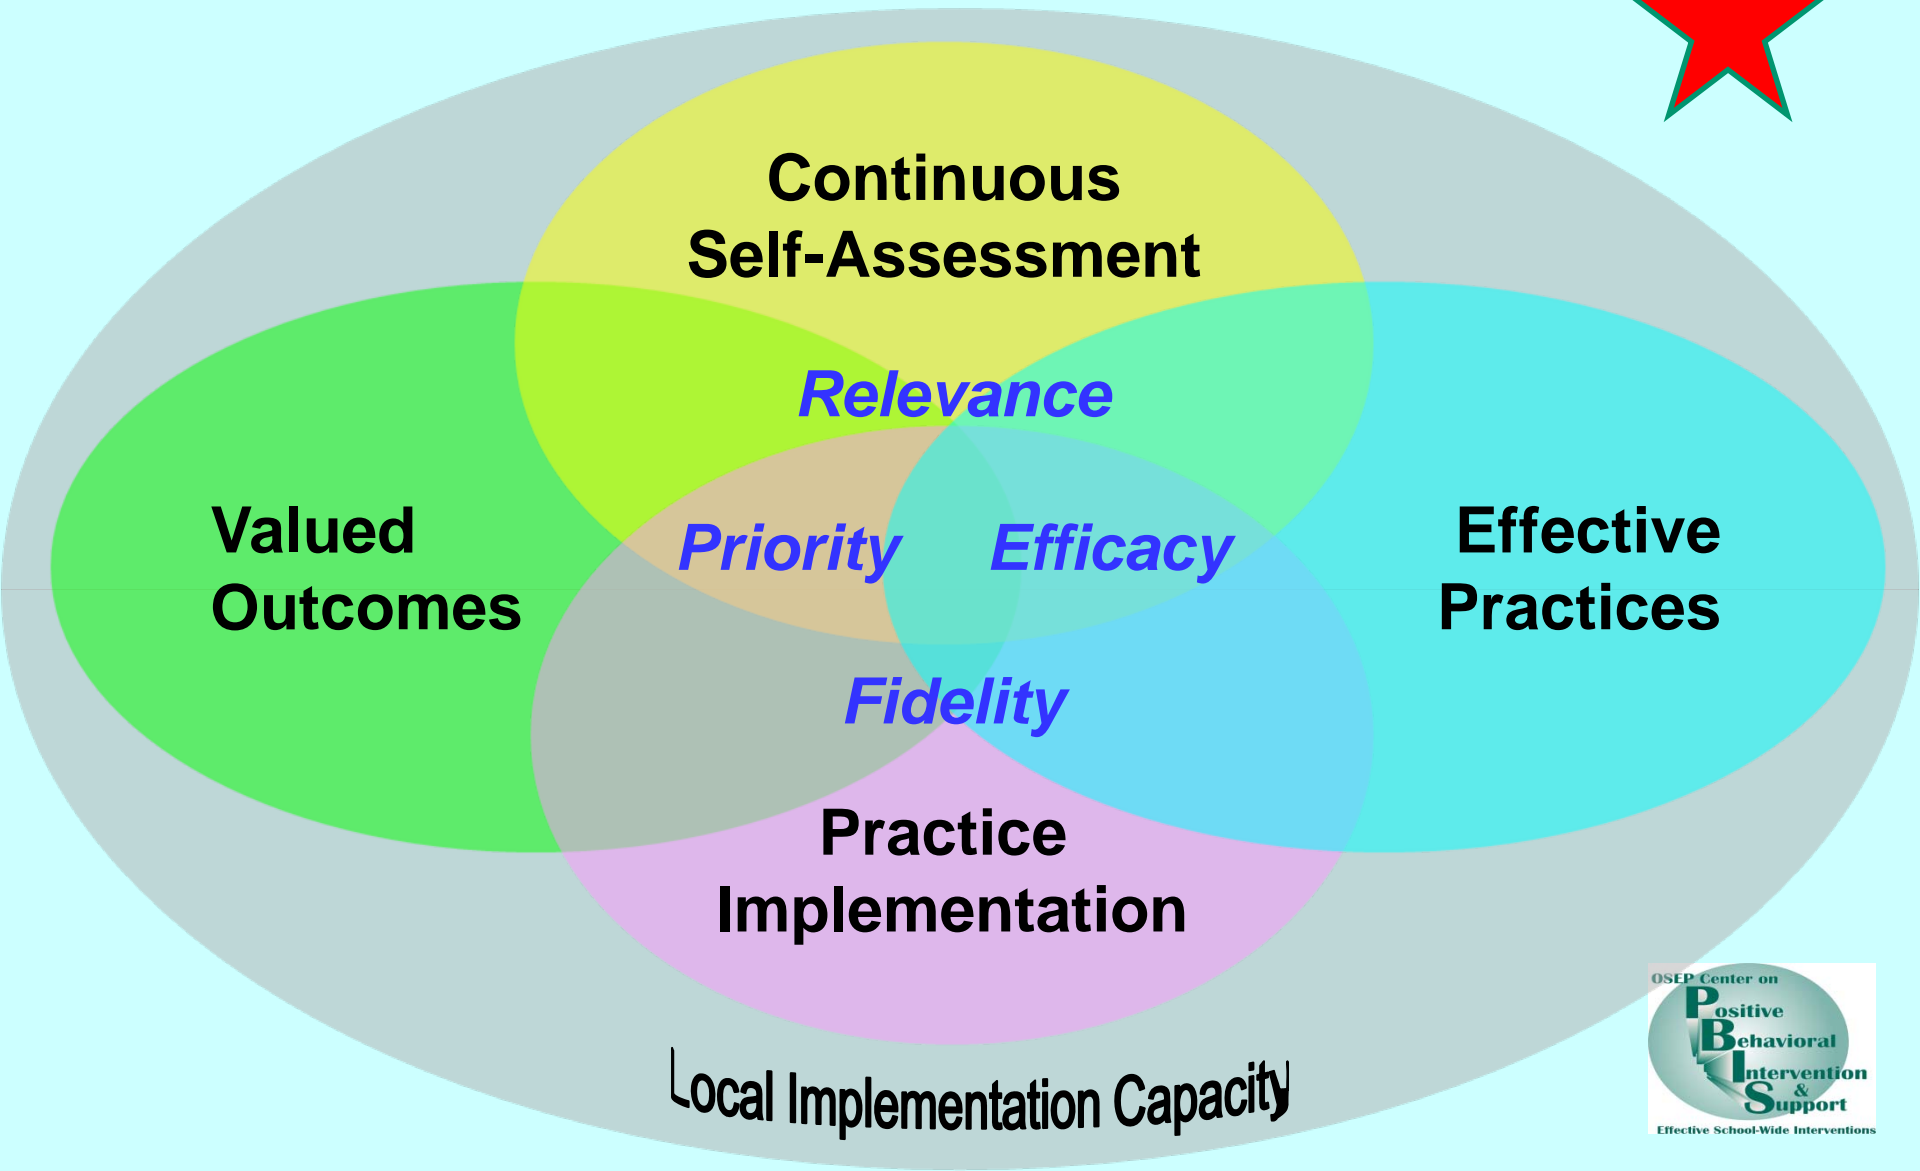 Continuous
Self-Assessment
Relevance
Valued
Outcomes
Priority
Efficacy
Effective
Practices
Fidelity
Practice
Implementation
Local Implementation Capacity
OSEP Center on
Positive
Behavioral
Intervention
&
Support
Effective School-Wide Interventions